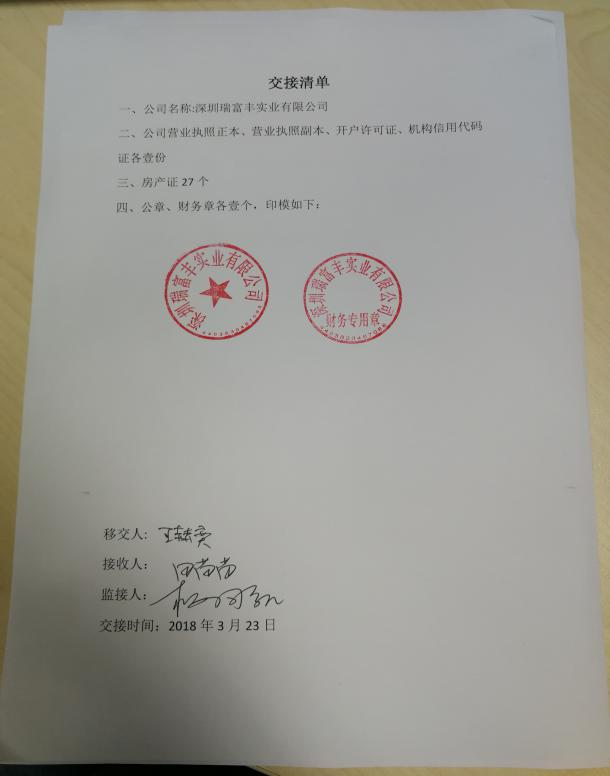 交接清单
一、公司名称:深圳瑞富丰实业有限公司
二、公司营业执照正本、营业执照副本、开户许可证、机构信用代码
证各壹份
三、房产证 27 个
四、公章、财务章各壹个，印模如下：
深圳瑞富丰实业有限公司
深圳瑞富丰实业有限公司
财务专用章
移交人:
接收人：田尚尚
监接人：
交接时间：2018 年 3 月 23 日